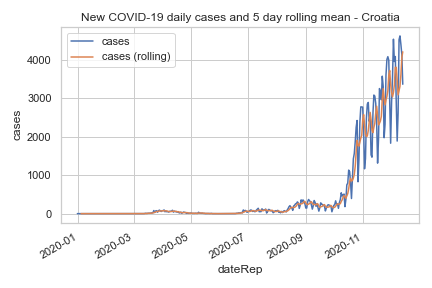 New COVID-19 daily cases and 5 day rolling mean - Croatia
cases
cases (rolling)
4000
3000
2000
1000
0
cases
2020-01
2020-03
2020-05
2020-07
2020-09
2020-11
dateRep